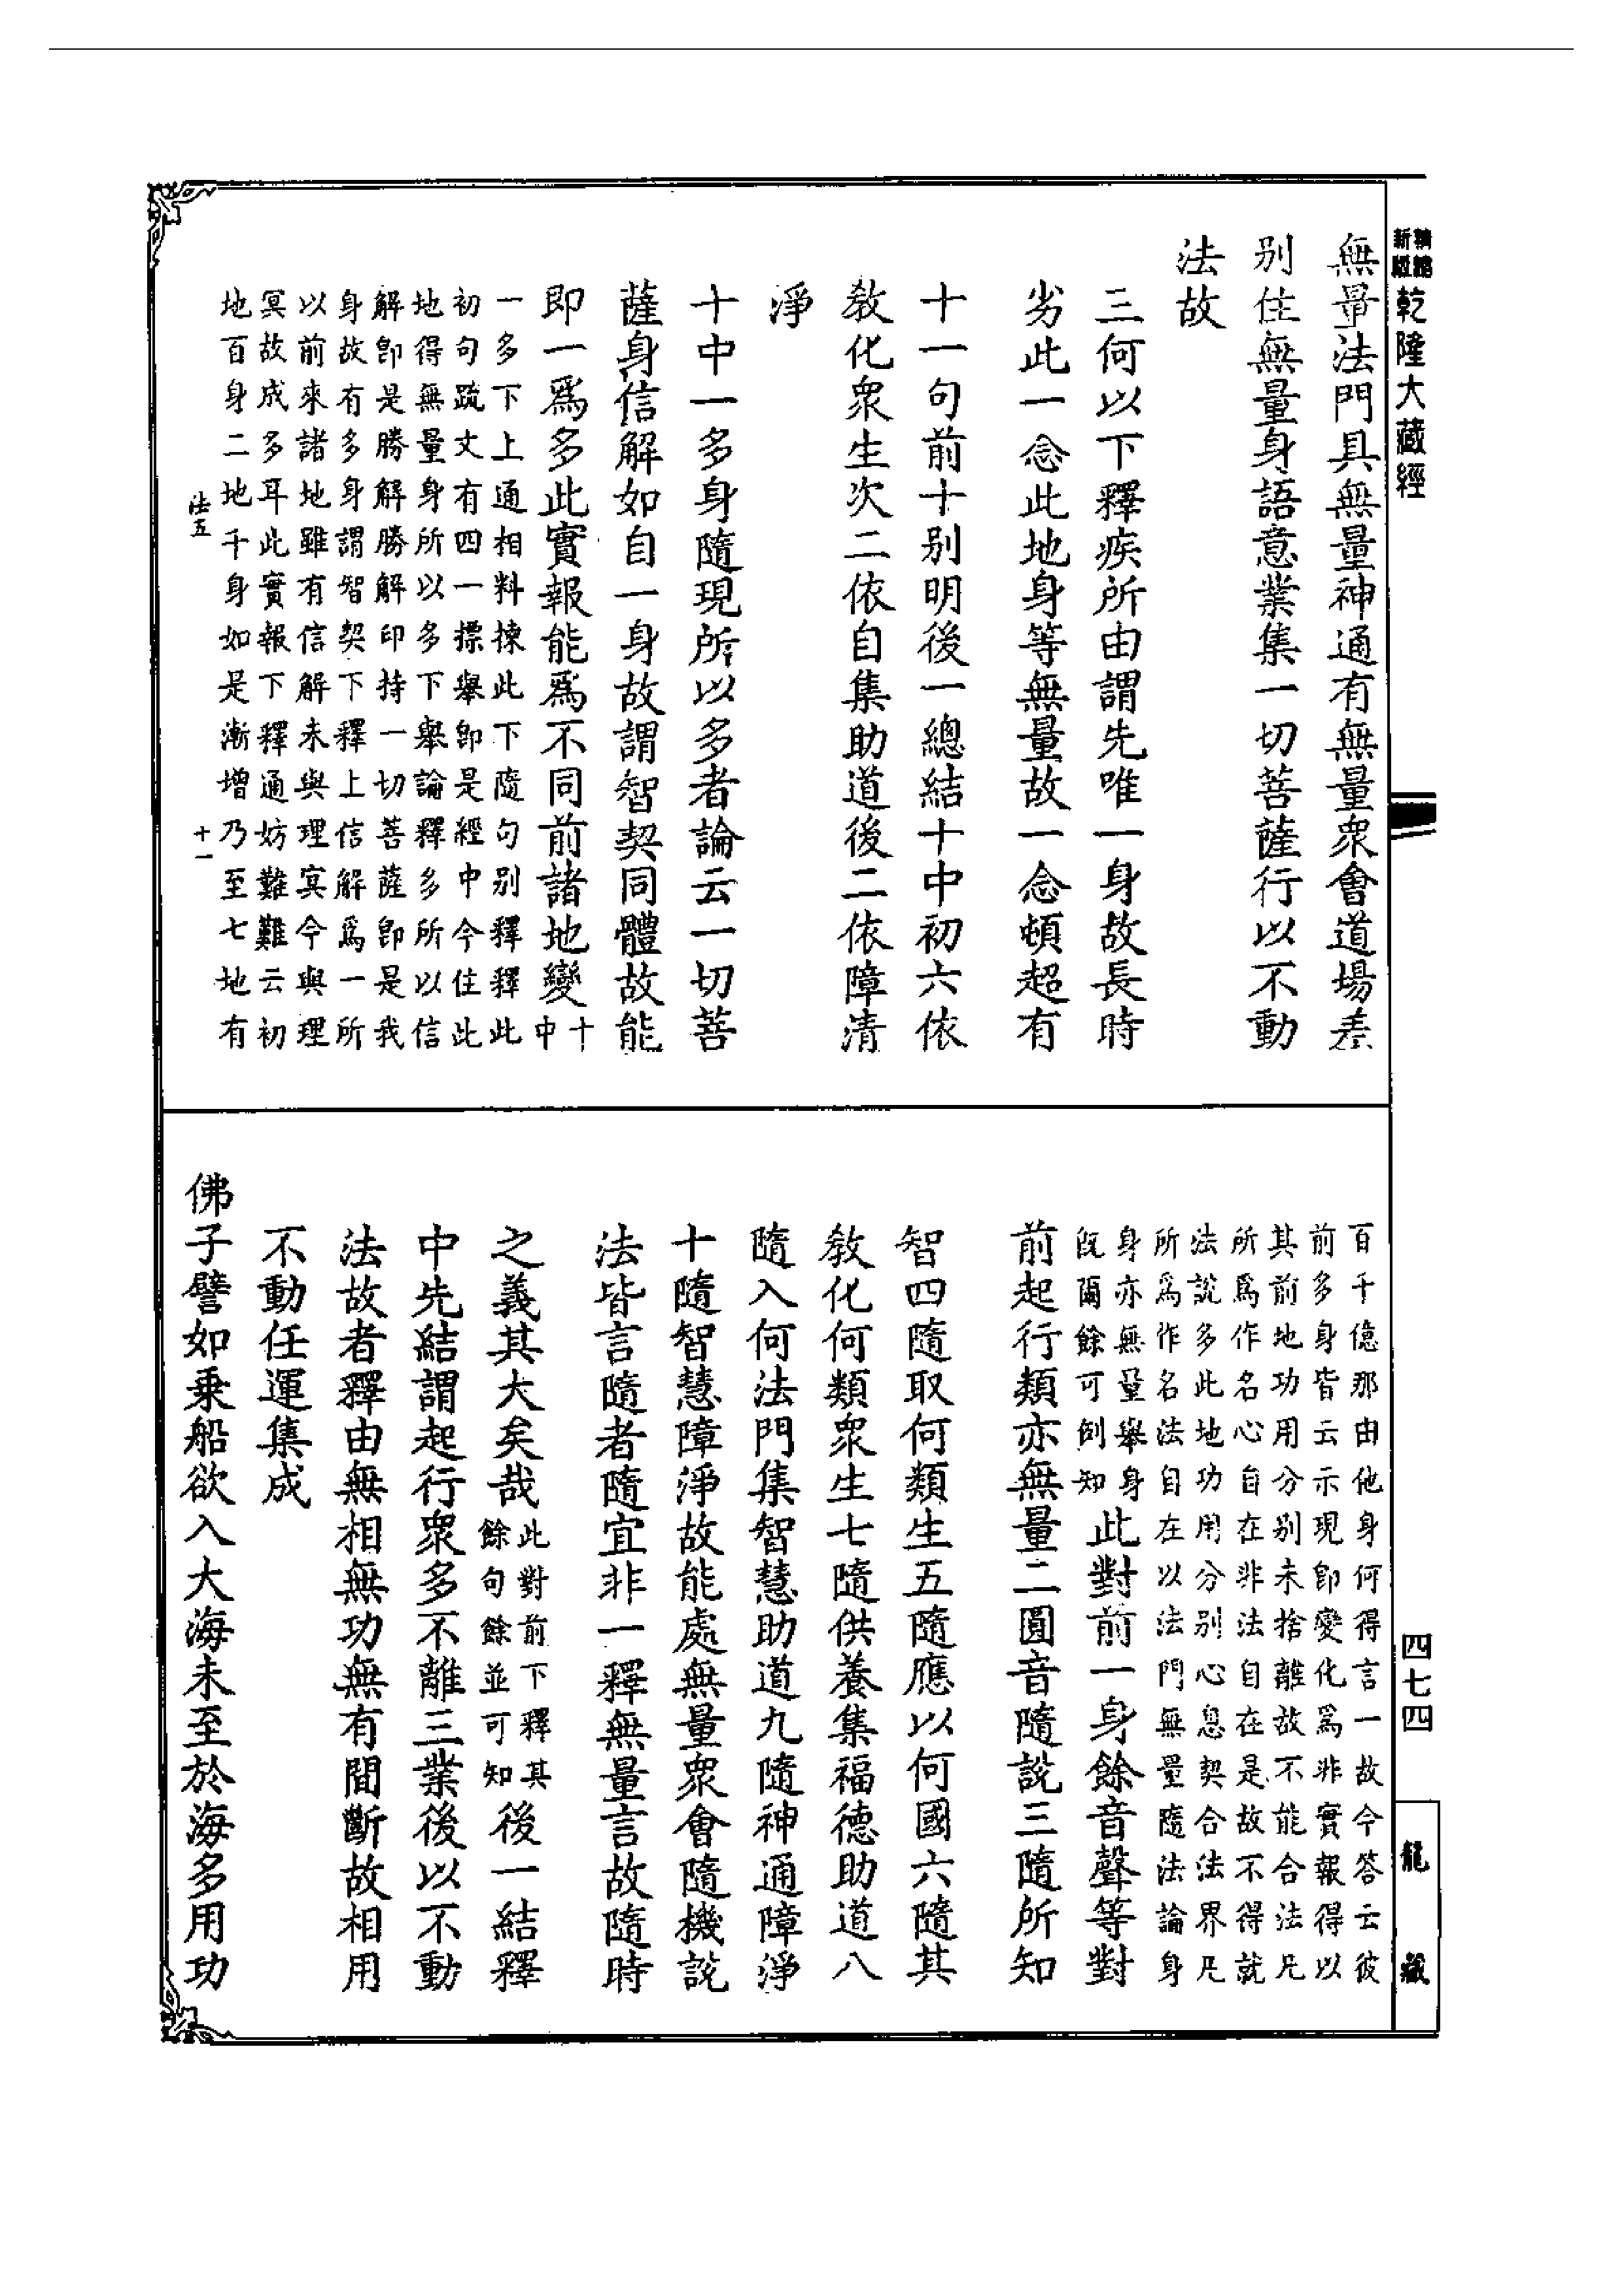 精縮新版乾隆大藏經
無量法門具無量神通有無量衆會道場差
别住無量身語意業集一切菩薩行以不動
法故
三何以下釋疾所由謂先唯一身故長時
劣此一念此地身等無量故一念頓超有
十一句前十别明後一總結十中初六依
教化衆生次二依自集助道後二依障清
淨
十中一多身隨現所以多者論云一切菩
薩身信解如自一身故謂智契同體故能
即一爲多此實報能爲不同前諸地變十中
一多下上通相料揀此下隨句别釋釋此
初句疏文有四一摽舉卽是經中今住此
地得無量身所以多下舉論釋多所以信
解卽是勝解勝解印持一切菩薩卽是我
身故有多身謂智契下釋上信解爲一所
以前來諸地雖有信解未與理冥今與理
冥故成多耳此實報下釋通妨難難云初
地百身二地千身如是漸增乃至七地有
法五
十一
四七四
龍藏
百千億那由他身何得言一故今答云彼
前多身皆云示現卽變化爲非實報得以
其前地功用分别未捨離故不能合法凡
所爲作名心自在非法自在是故不得就
法說多此地功用分别心息契合法界凡
所爲作名法自在以法門無量隨法論身
身亦無量舉身
旣爾餘可例知此對前一身餘音聲等對
前起行類亦無量二圓音隨說三隨所知
智四隨取何類生五隨應以何國六隨其
教化何類衆生七隨供養集福德助道八
隨入何法門集智慧助道九隨神通障淨
十隨智慧障淨故能處無量衆會隨機說
法皆言隨者隨宜非一釋無量言故隨時
之義其大矣哉此對前下釋其餘句餘並可知後一結釋
中先結謂起行衆多不離三業後以不動
法故者釋由無相無功無有間斷故相用
不動任運集成
佛子譬如乘船欲入大海未至於海多用功